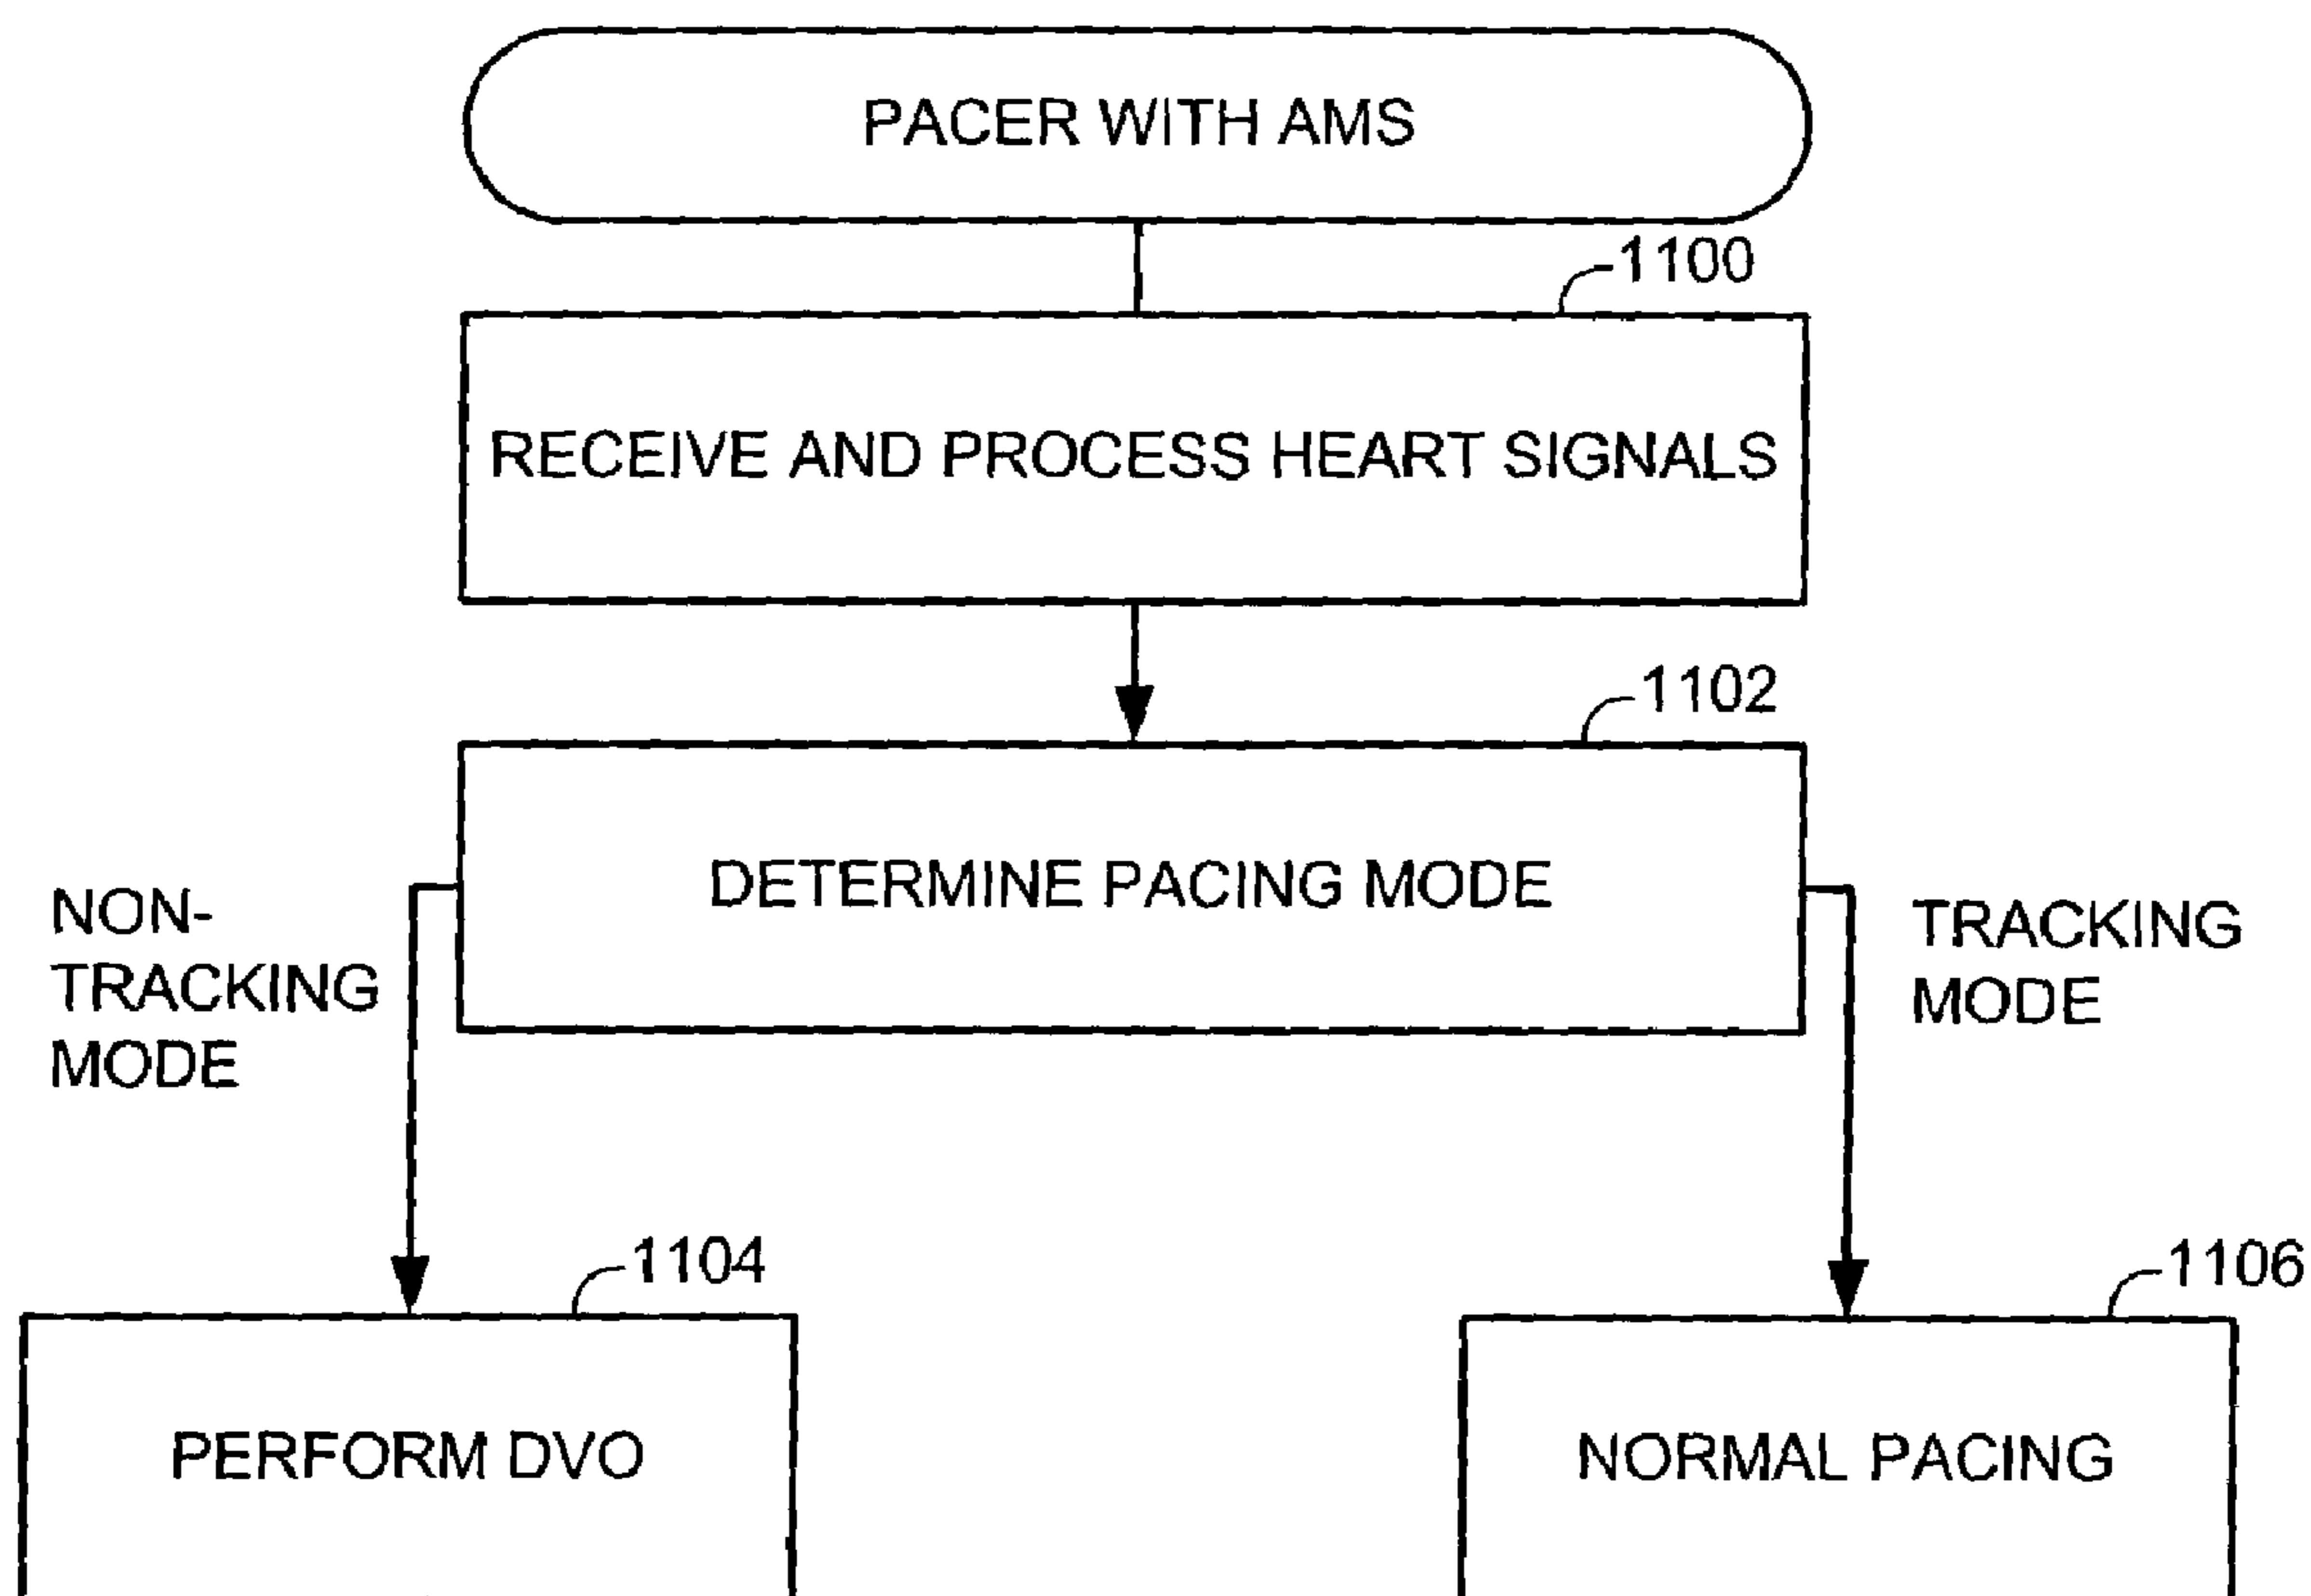 PACER WITH AMS
1100
RECEIVE AND PROCESS HEART SIGNALS
1102
DETERMINE PACING MODE
NON-
TRACKING
MODE
TRACKING
MODE
1104
1106
PERFORM DVO
NORMAL PACING